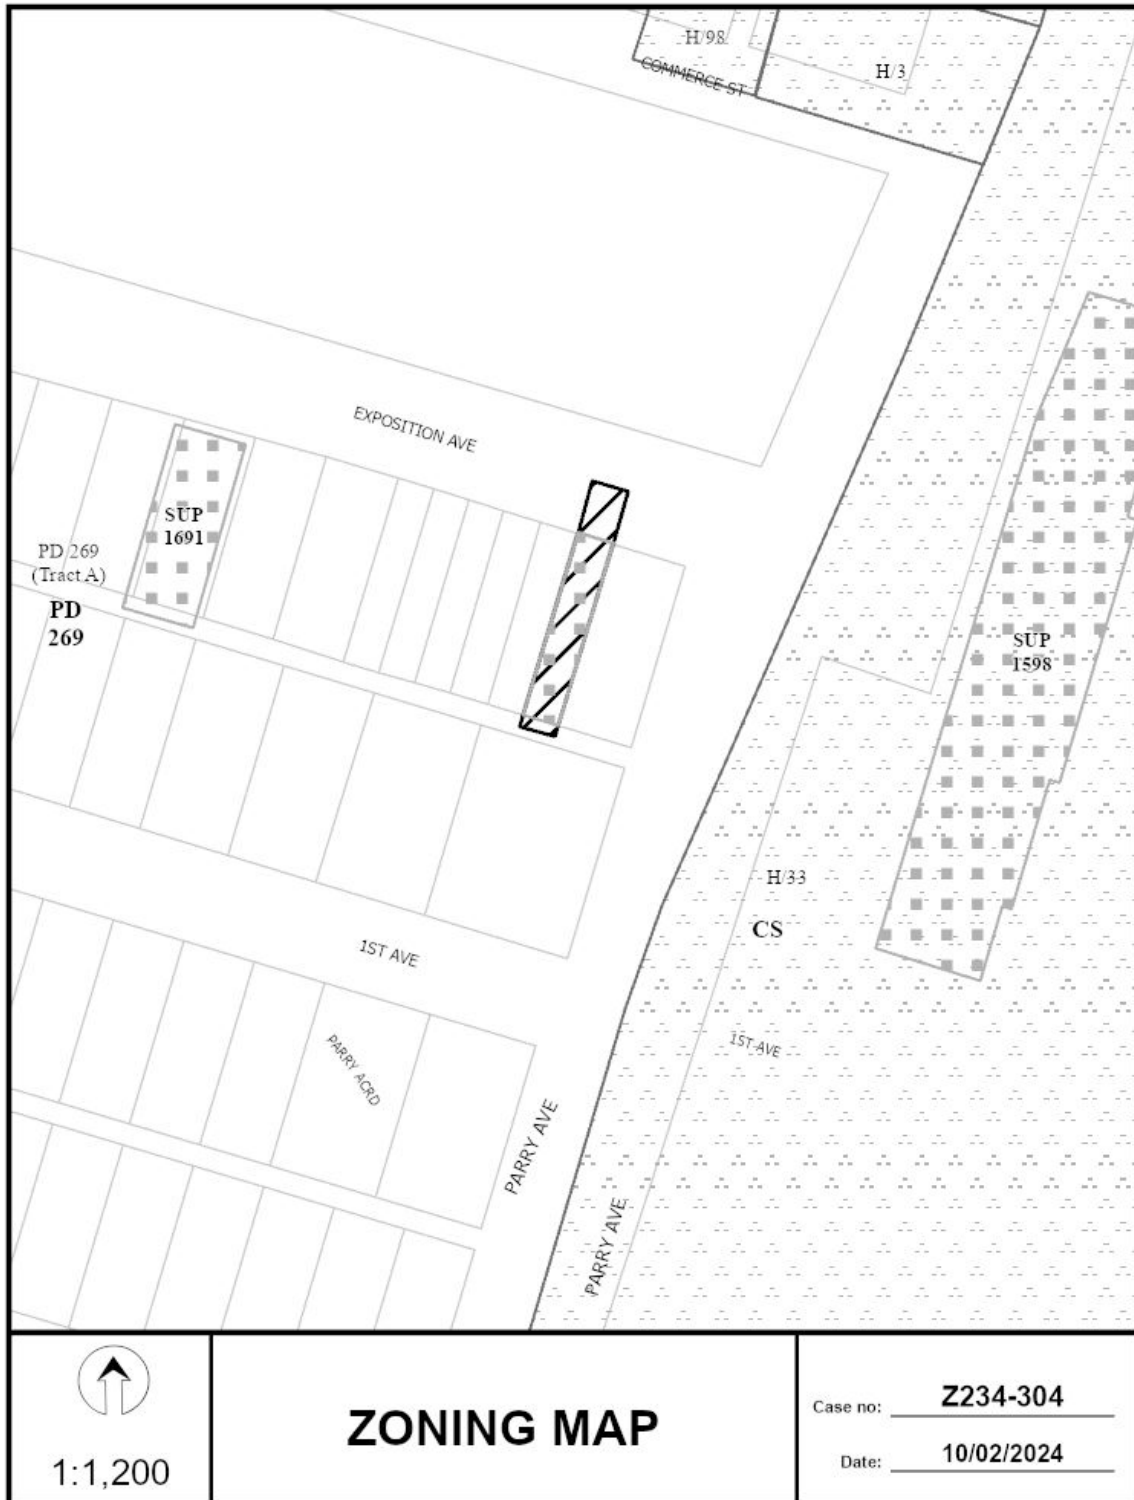 H/98
H/3
COMMERCE ST
EXPOSITION AVE
SUP
1691
PD 269
(Tract A)
PD
269
SUP
1598
H/33
CS
1ST AVE
1ST AVE
PARRY ACRD
PARRY AVE
PARRY AVE
1:1,200
ZONING MAP
Case no: Z234-304
Date: 10/02/2024